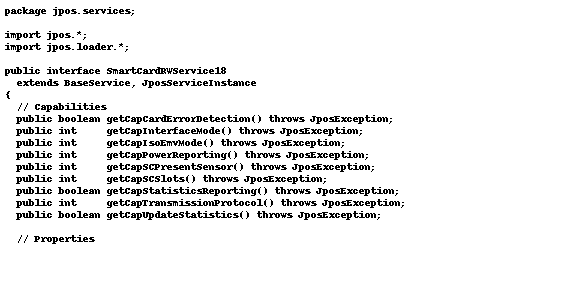 package jpos.services;

import jpos.*;
import jpos.loader.*;

public interface SmartCardRWService18
  extends BaseService, JposServiceInstance
{
  // Capabilities
  public boolean getCapCardErrorDetection() throws JposException;
  public int     getCapInterfaceMode() throws JposException;
  public int     getCapIsoEmvMode() throws JposException;
  public int     getCapPowerReporting() throws JposException;
  public int     getCapSCPresentSensor() throws JposException;
  public int     getCapSCSlots() throws JposException;
  public boolean getCapStatisticsReporting() throws JposException;
  public int     getCapTransmissionProtocol() throws JposException;
  public boolean getCapUpdateStatistics() throws JposException;

  // Properties